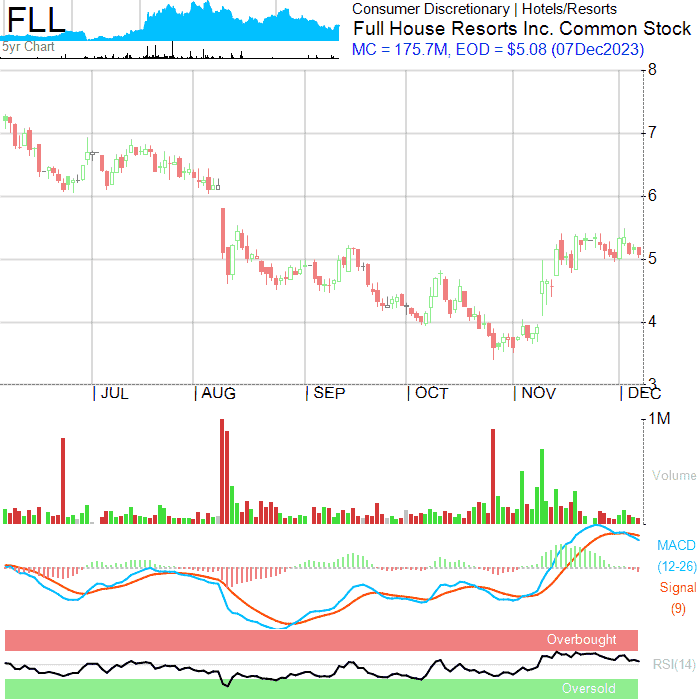 FLL
5yr Chart
Consumer Discretionary | Hotels/Resorts
Full House Resorts Inc. Common Stock
MC = 175.7M, EOD = $5.08 (07Dec2023)
8
7
6
5
4
3
JUL AUG SEP OCT NOV DEC
1M
Volume
MACD
(12-26)
Signal
(9)
Overbought
RSI(14)
Oversold